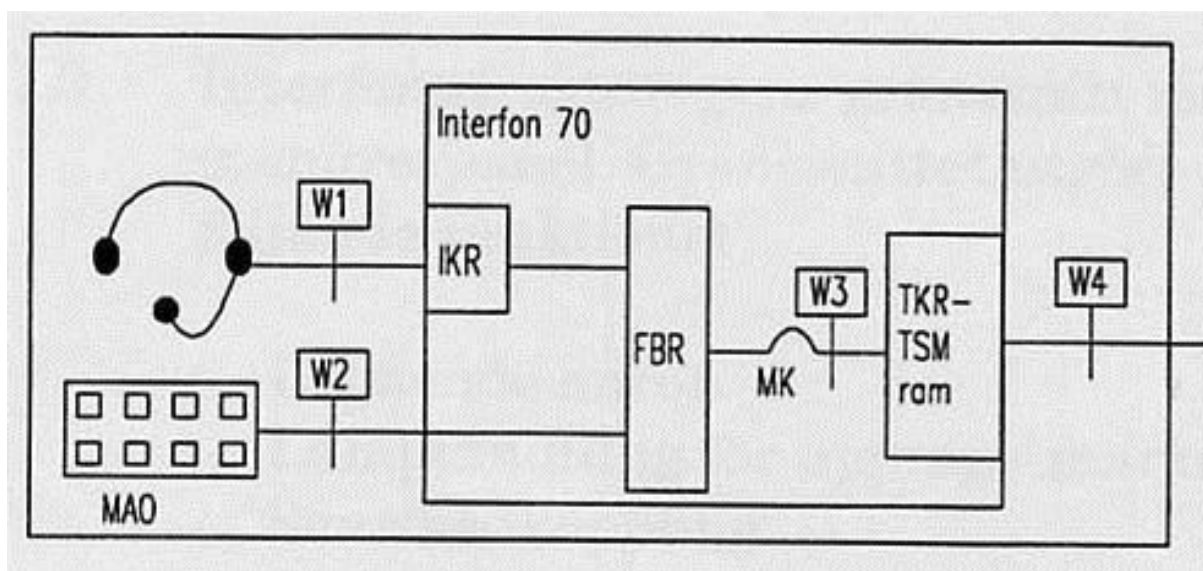 Interfon 70
W1
IKR
W3
W4
TKR-
TSM
ram
FBR
MK
W2
MAO